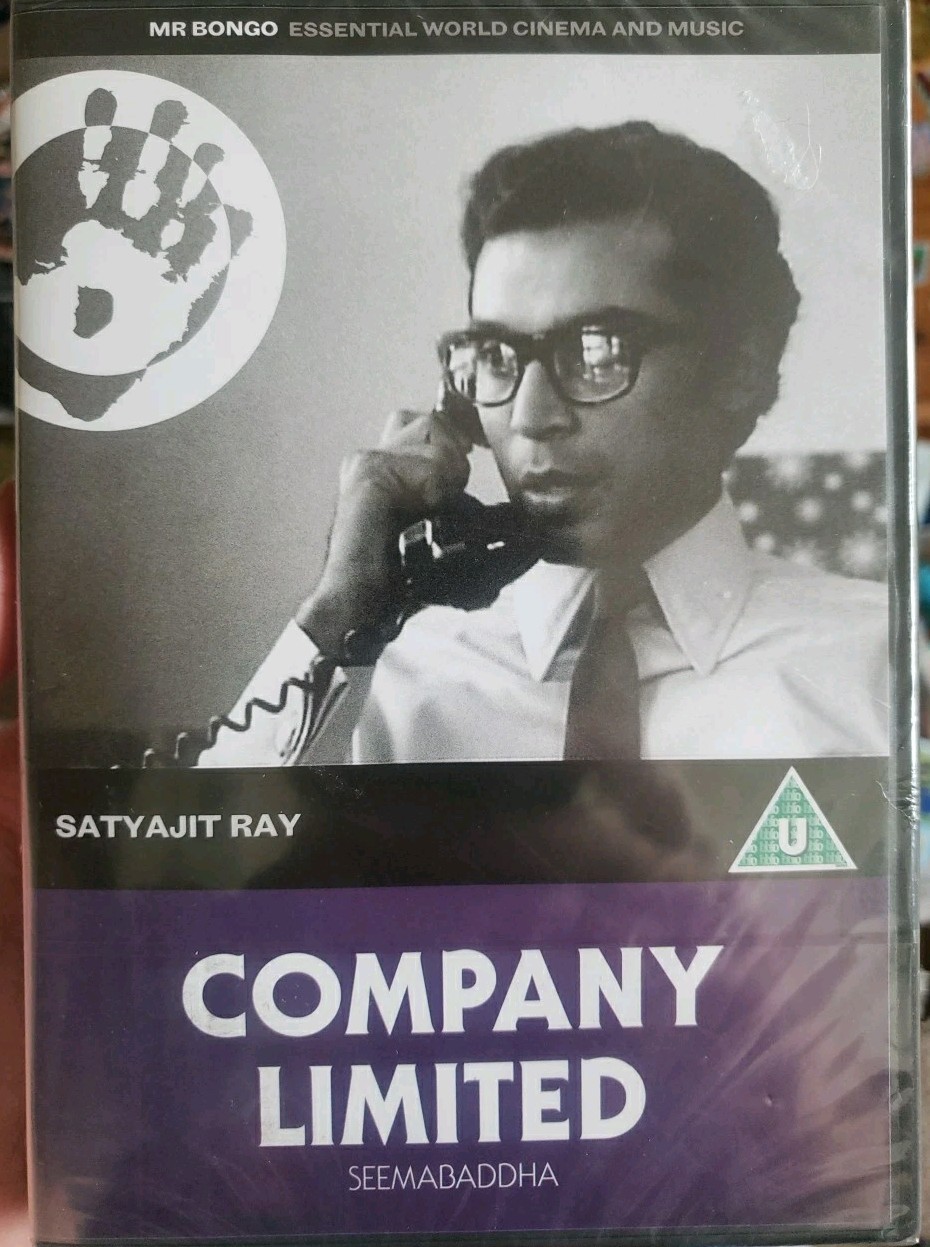 MR BONGO ESSENTIAL WORLD CINEMA AND MUSIC
SATYAJIT RAY
U
COMPANY
LIMITED
SEEMABADDHA